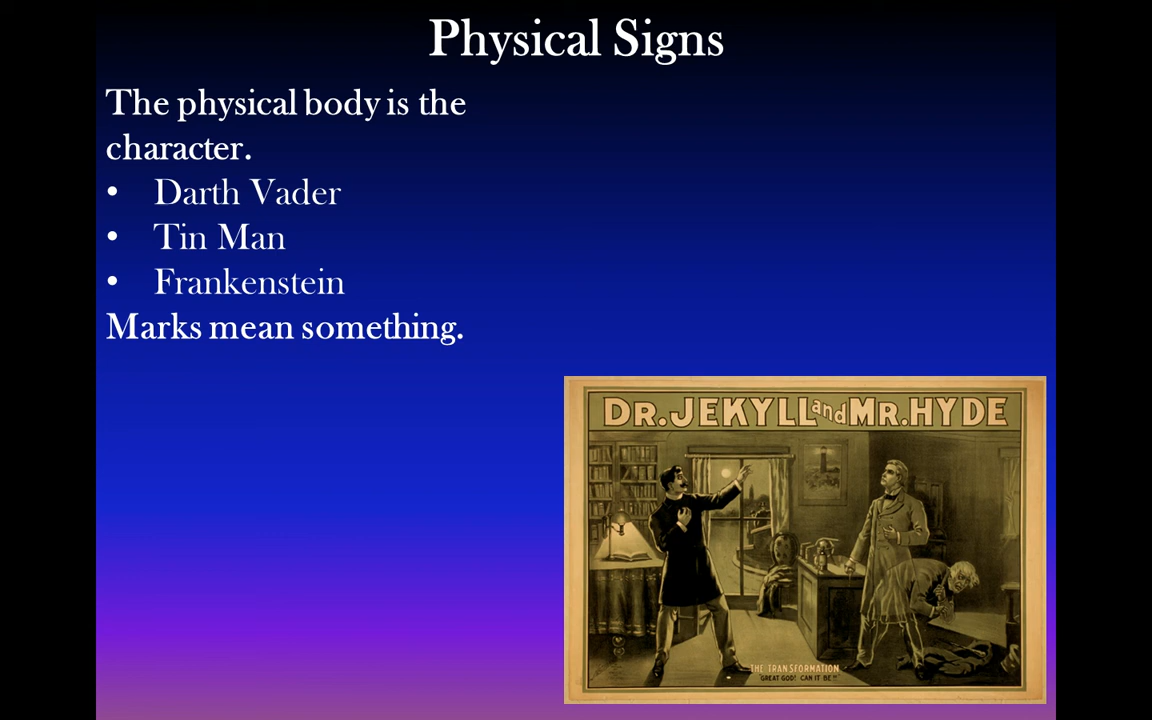 Physical Signs
The physical body is the
character.
• Darth Vader
• Tin Man
• Frankenstein
Marks mean something.
DR. JEKYLL and MR. HYDE
THE TRANSFORMATION
"GREAT GOD! CAN IT BE!!"